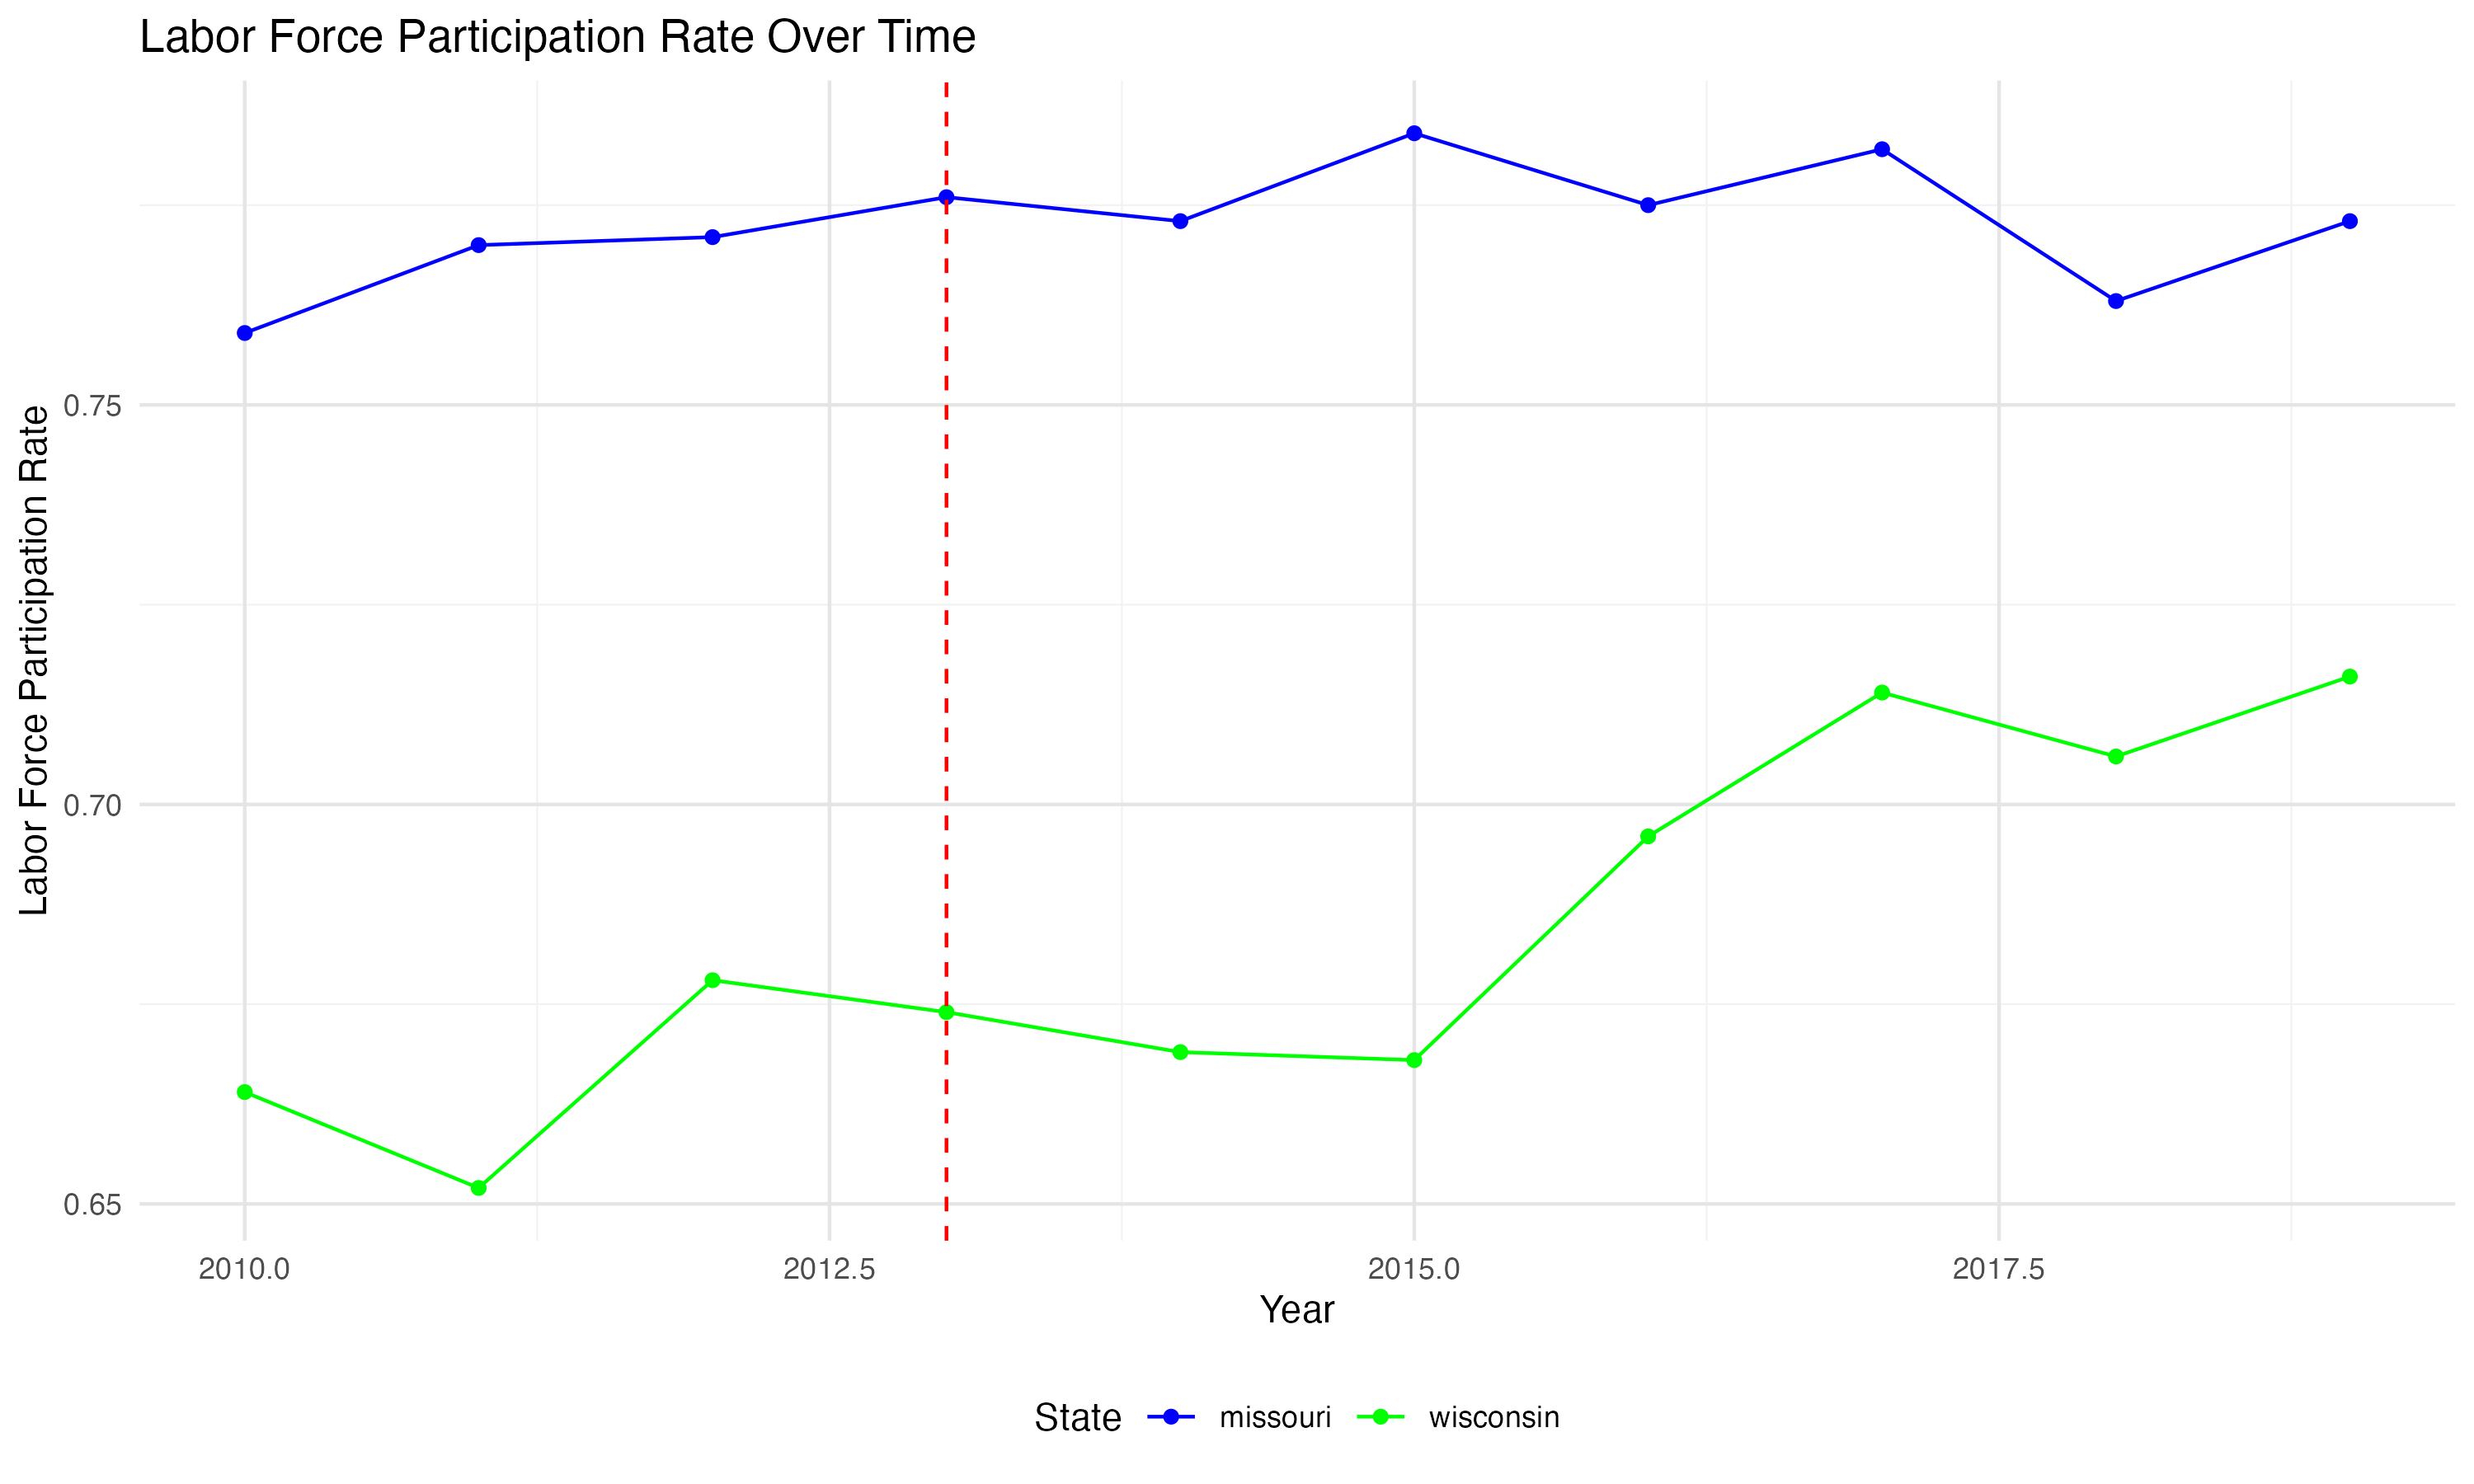 Labor Force Participation Rate Over Time
Labor Force Participation Rate
0.75
0.70
0.65
2010.0 2012.5 2015.0 2017.5
Year
State missouri wisconsin